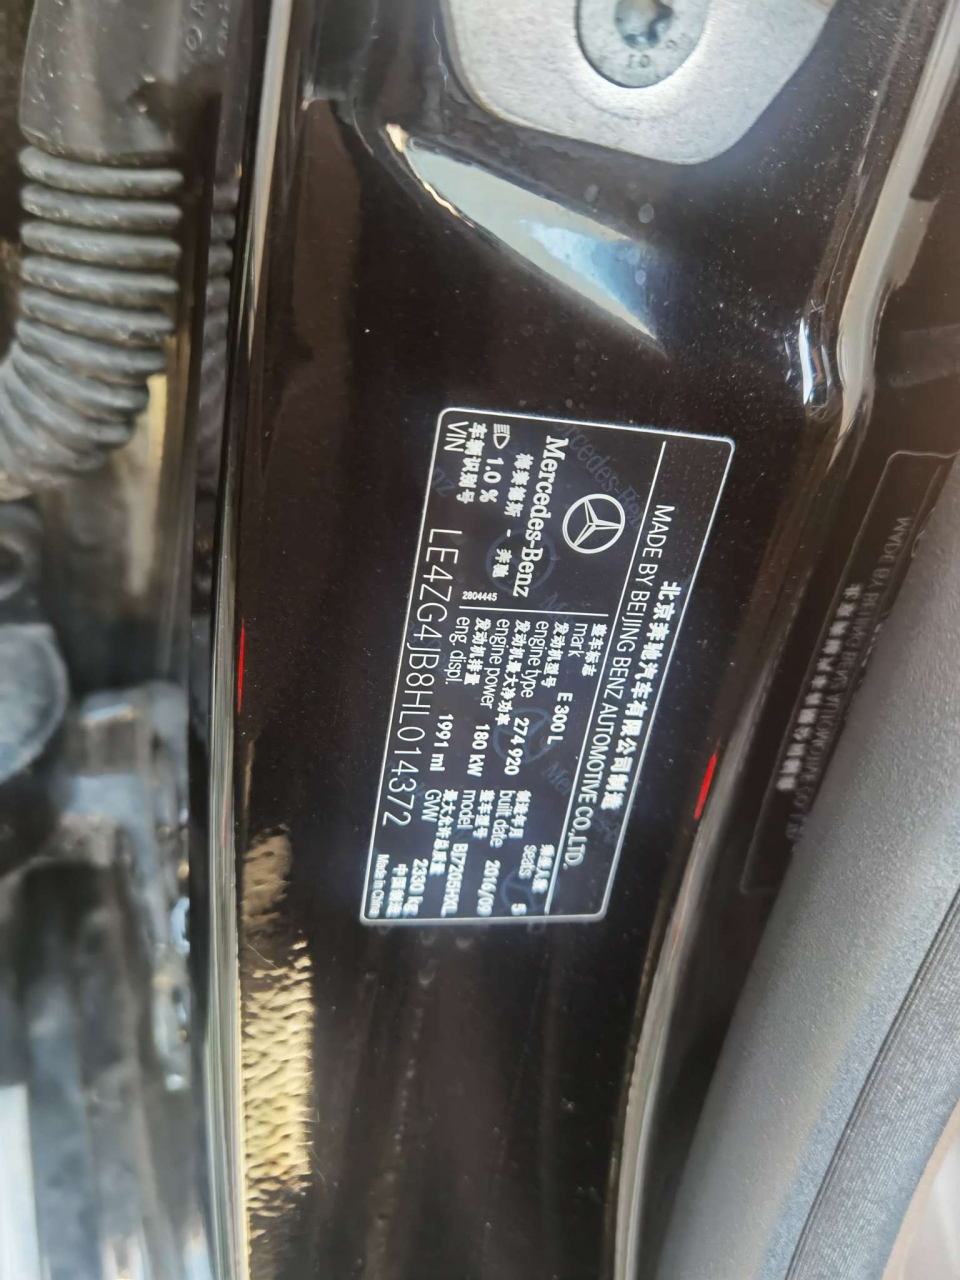 北京奔驰汽车有限公司制造
MADE BY BEIJING BENZ AUTOMOTIVE CO.,LTD.
Mercedes-Benz
梅赛德斯 - 奔驰
1.0 %
2804445
整车标志
mark E 300 L
乘坐人数
seats 5
发动机型号
engine type 274 920
制造年月
built date 2016/09
发动机最大净功率
engine power 180 kW
整车型号
model BJ7205HXL
发动机排量
eng. displ. 1991 ml
最大允许总质量
GVW 2330 kg
车辆识别号
VIN LE4ZG4JB8HL014372
中国制造
Made in China
10